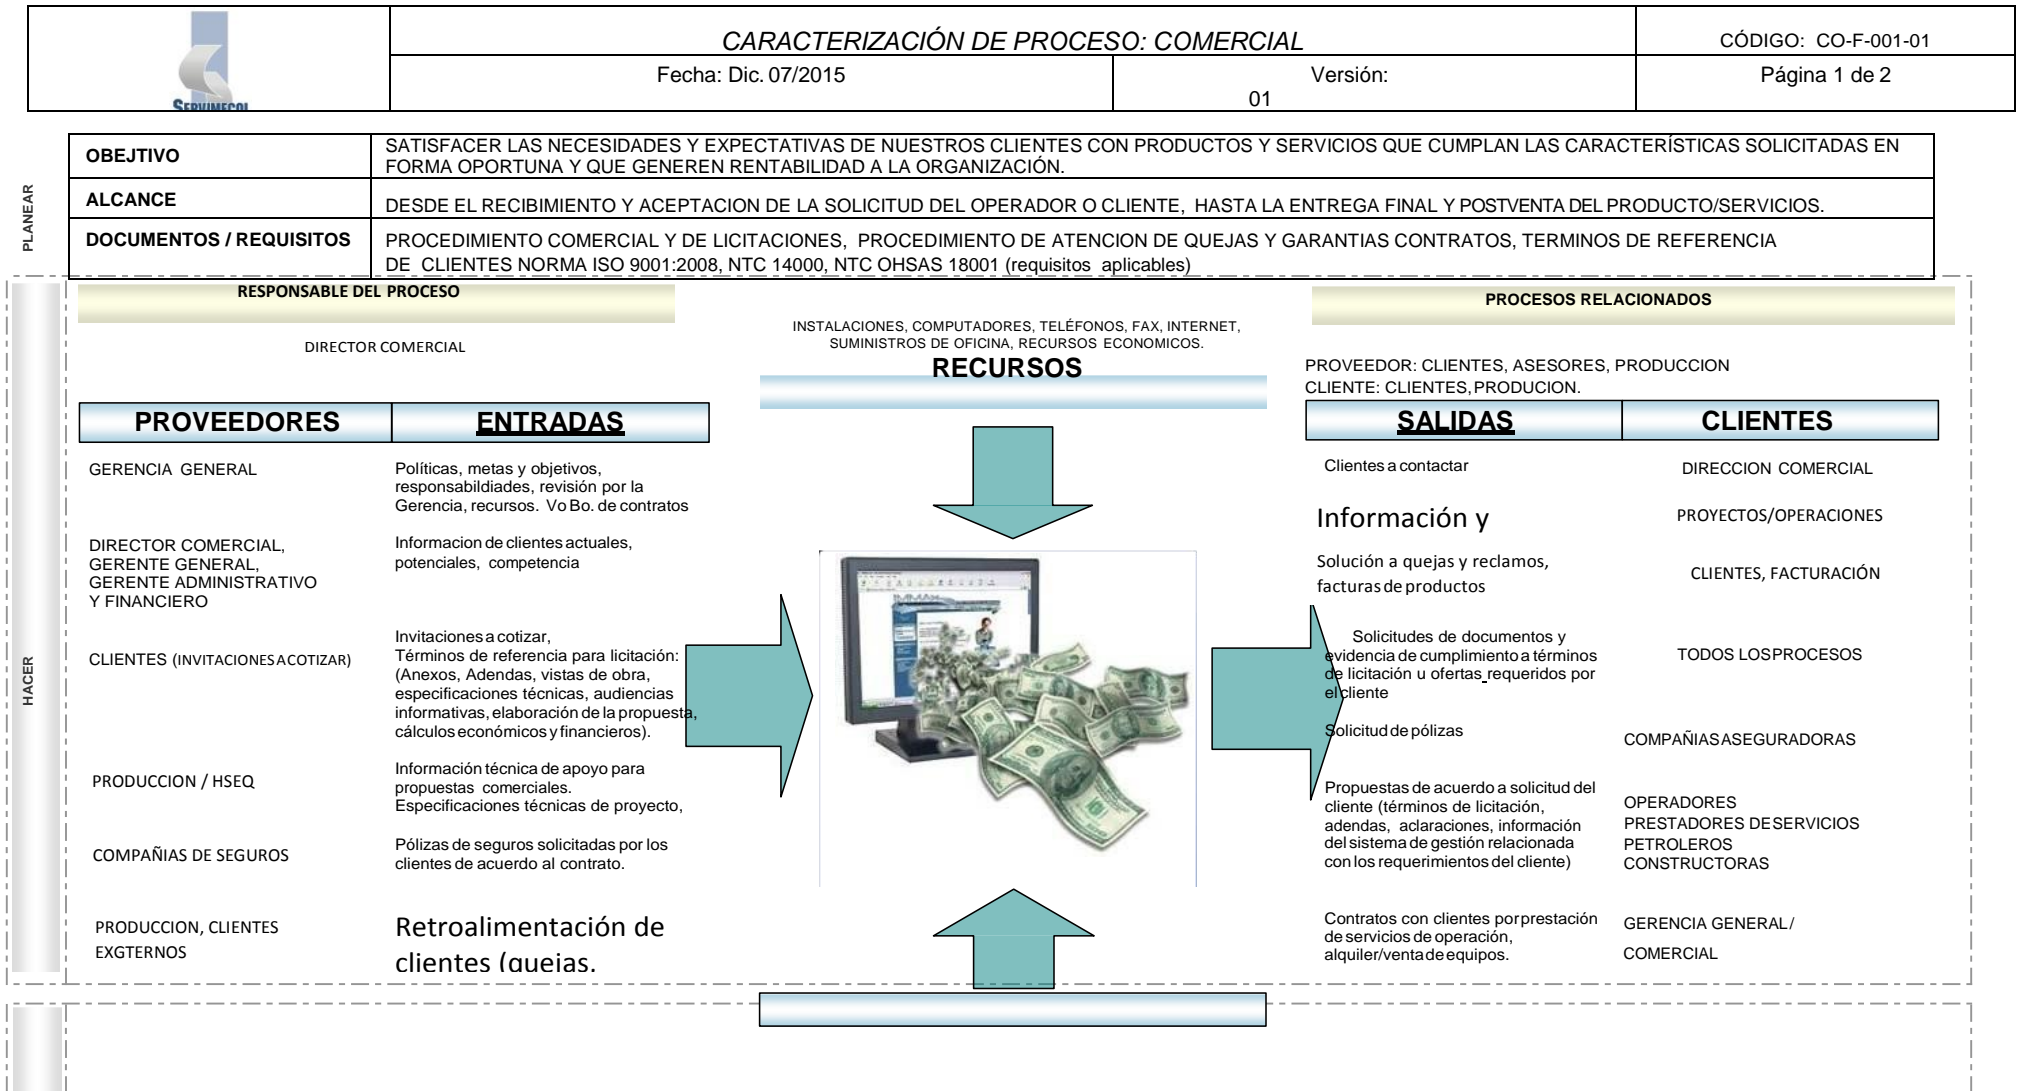 SERVIMECOL
CARACTERIZACIÓN DE PROCESO: COMERCIAL
CÓDIGO: CO-F-001-01
Fecha: Dic. 07/2015
Versión:
01
Página 1 de 2
PLANEAR
OBEJTIVO
SATISFACER LAS NECESIDADES Y EXPECTATIVAS DE NUESTROS CLIENTES CON PRODUCTOS Y SERVICIOS QUE CUMPLAN LAS CARACTERÍSTICAS SOLICITADAS EN
FORMA OPORTUNA Y QUE GENEREN RENTABILIDAD A LA ORGANIZACIÓN.
ALCANCE
DESDE EL RECIBIMIENTO Y ACEPTACION DE LA SOLICITUD DEL OPERADOR O CLIENTE, HASTA LA ENTREGA FINAL Y POSTVENTA DEL PRODUCTO/SERVICIOS.
DOCUMENTOS / REQUISITOS
PROCEDIMIENTO COMERCIAL Y DE LICITACIONES, PROCEDIMIENTO DE ATENCION DE QUEJAS Y GARANTIAS CONTRATOS, TERMINOS DE REFERENCIA
DE CLIENTES NORMA ISO 9001:2008, NTC 14000, NTC OHSAS 18001 (requisitos aplicables)
HACER
RESPONSABLE DEL PROCESO
DIRECTOR COMERCIAL
INSTALACIONES, COMPUTADORES, TELÉFONOS, FAX, INTERNET,
SUMINISTROS DE OFICINA, RECURSOS ECONOMICOS.
RECURSOS
PROCESOS RELACIONADOS
PROVEEDOR: CLIENTES, ASESORES, PRODUCCION
CLIENTE: CLIENTES, PRODUCION.
PROVEEDORES
ENTRADAS
GERENCIA GENERAL
Políticas, metas y objetivos,
responsabildiades, revisión por la
Gerencia, recursos. Vo Bo. de contratos
DIRECTOR COMERCIAL,
GERENTE GENERAL,
GERENTE ADMINISTRATIVO
Y FINANCIERO
Informacion de clientes actuales,
potenciales, competencia
CLIENTES (INVITACIONES A COTIZAR)
Invitaciones a cotizar,
Términos de referencia para licitación:
(Anexos, Adendas, vistas de obra,
especificaciones técnicas, audiencias
informativas, elaboración de la propuesta,
cálculos económicos y financieros).
PRODUCCION / HSEQ
Información técnica de apoyo para
propuestas comerciales.
Especificaciones técnicas de proyecto,
COMPAÑIAS DE SEGUROS
Pólizas de seguros solicitadas por los
clientes de acuerdo al contrato.
PRODUCCION, CLIENTES
EXGTERNOS
Retroalimentación de
clientes (quejas,
SALIDAS
CLIENTES
Clientes a contactar
DIRECCION COMERCIAL
Información y
PROYECTOS/OPERACIONES
Solución a quejas y reclamos,
facturas de productos
CLIENTES, FACTURACIÓN
Solicitudes de documentos y
evidencia de cumplimiento a términos
de licitación u ofertas requeridos por
el cliente
TODOS LOS PROCESOS
Solicitud de pólizas
COMPAÑIAS ASEGURADORAS
Propuestas de acuerdo a solicitud del
cliente (términos de licitación,
adendas, aclaraciones, información
del sistema de gestión relacionada
con los requerimientos del cliente)
OPERADORES
PRESTADORES DE SERVICIOS
PETROLEROS
CONSTRUCTORAS
Contratos con clientes por prestación
de servicios de operación,
alquiler/venta de equipos.
GERENCIA GENERAL/
COMERCIAL